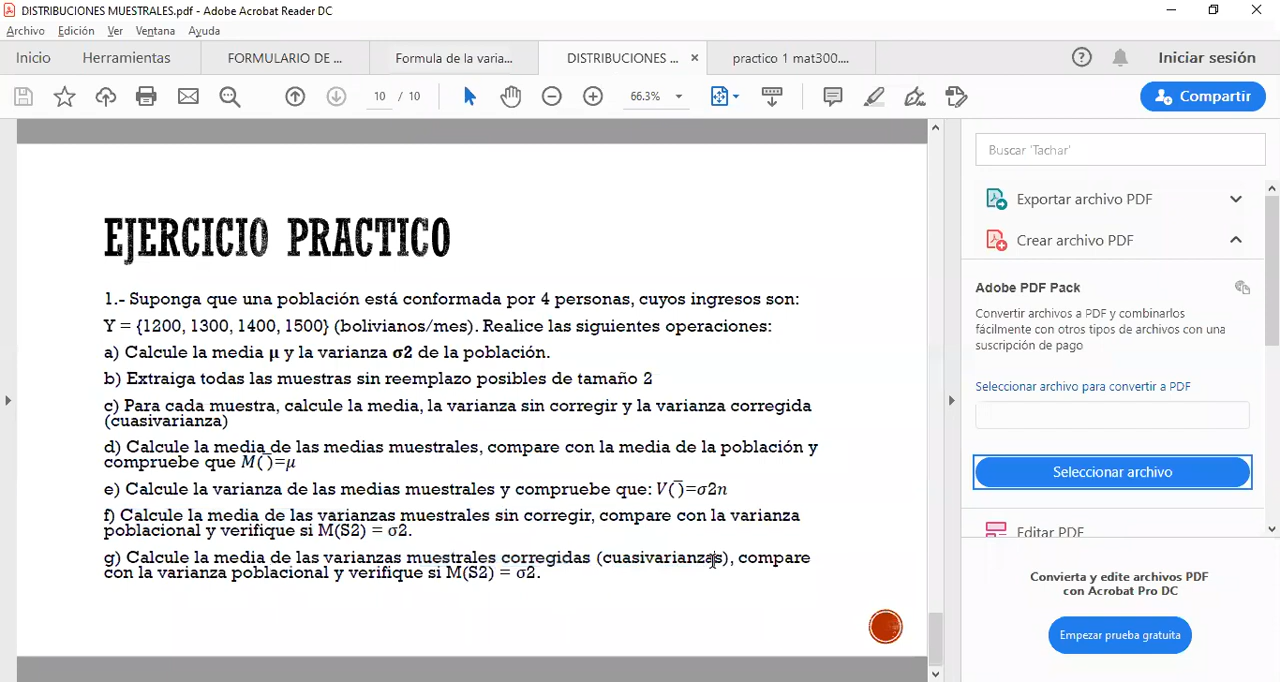 DISTRIBUCIONES MUESTRALES.pdf - Adobe Acrobat Reader DC
Archivo Edición Ver Ventana Ayuda
Inicio Herramientas FORMULARIO DE ... Formula de la varia... DISTRIBUCIONES ... × practico 1 mat300.... Iniciar sesión
10 / 10 66.3% Compartir
EJERCICIO PRACTICO
1.- Suponga que una población está conformada por 4 personas, cuyos ingresos son:
Y = {1200, 1300, 1400, 1500} (bolivianos/mes). Realice las siguientes operaciones:
a) Calcule la media μ y la varianza σ2 de la población.
b) Extraiga todas las muestras sin reemplazo posibles de tamaño 2
c) Para cada muestra, calcule la media, la varianza sin corregir y la varianza corregida
(cuasivarianza)
d) Calcule la media de las medias muestrales, compare con la media de la población y
compruebe que M( ̅)=μ
e) Calcule la varianza de las medias muestrales y compruebe que: V( ̅)=σ2n
f) Calcule la media de las varianzas muestrales sin corregir, compare con la varianza
poblacional y verifique si M(S2) = σ2.
g) Calcule la media de las varianzas muestrales corregidas (cuasivarianzas), compare
con la varianza poblacional y verifique si M(S2) = σ2.
Buscar 'Tachar'
Exportar archivo PDF
Crear archivo PDF
Adobe PDF Pack
Convertir archivos a PDF y combinarlos
fácilmente con otros tipos de archivos con una
suscripción de pago
Seleccionar archivo para convertir a PDF
Seleccionar archivo
Editar PDF
Convierta y edite archivos PDF
con Acrobat Pro DC
Empezar prueba gratuita